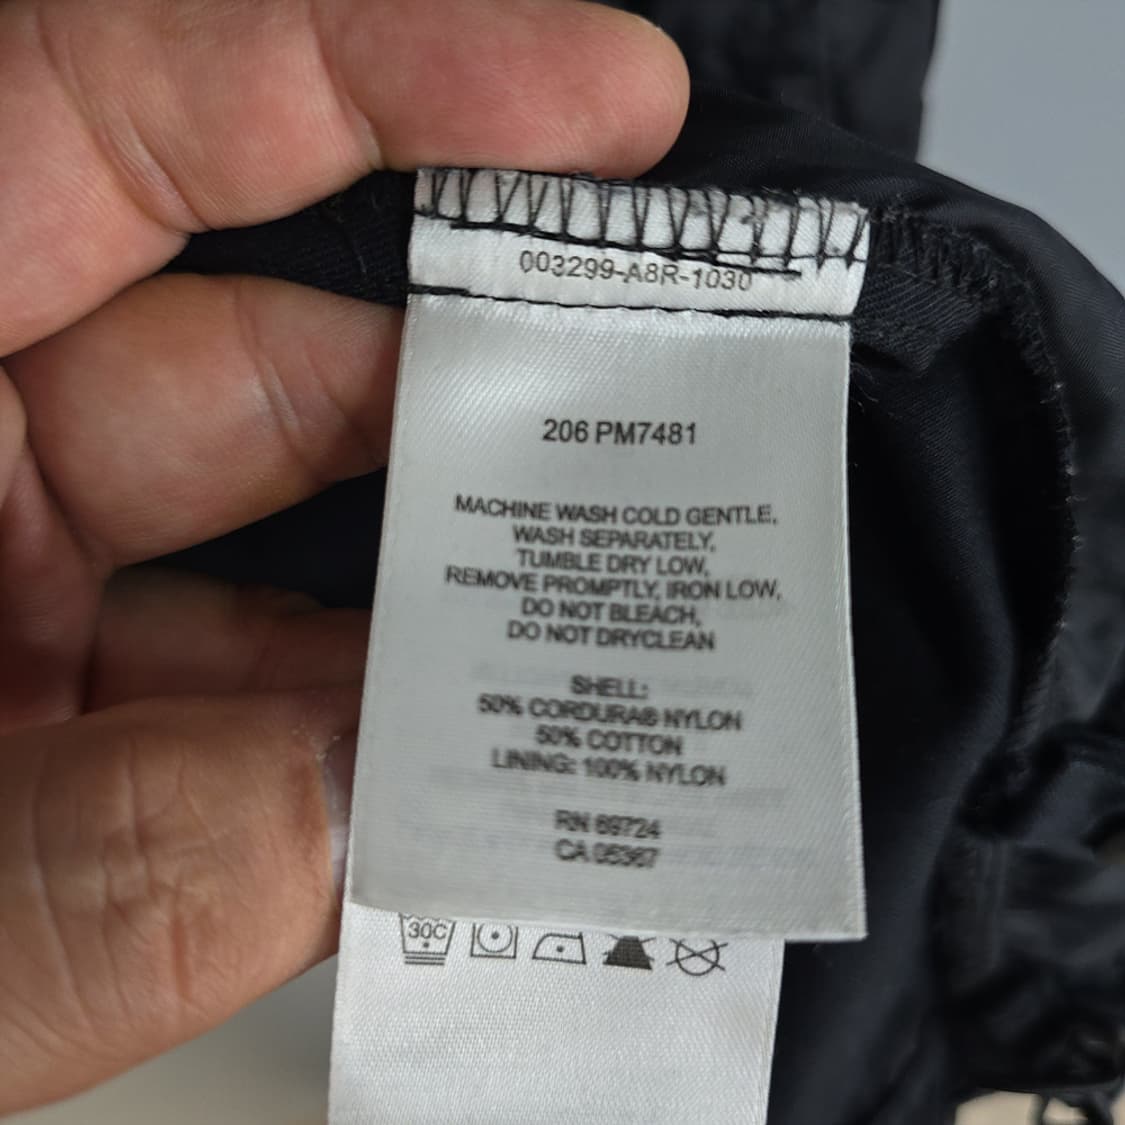 003299-A8R-1030
206 PM7481
MACHINE WASH COLD GENTLE,
WASH SEPARATELY,
TUMBLE DRY LOW,
REMOVE PROMPTLY, IRON LOW,
DO NOT BLEACH,
DO NOT DRYCLEAN
SHELL:
50% CORDURA® NYLON
50% COTTON
LINING: 100% NYLON
RN 69724
CA 05367
30C